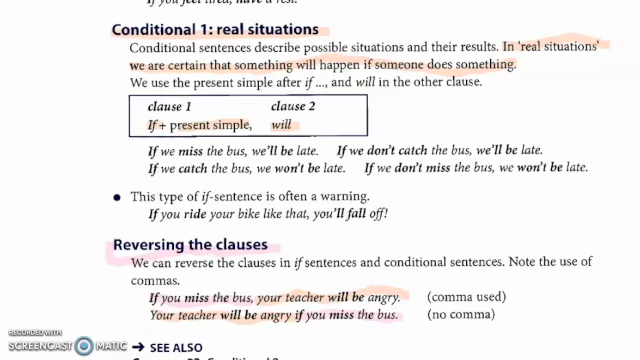 If you feel tired, have a rest.
Conditional 1: real situations
Conditional sentences describe possible situations and their results. In 'real situations'
we are certain that something will happen if someone does something.
We use the present simple after if ..., and will in the other clause.
clause 1 clause 2
If + present simple, will
If we miss the bus, we'll be late. If we don't catch the bus, we'll be late.
If we catch the bus, we won't be late. If we don't miss the bus, we won't be late.
• This type of if-sentence is often a warning.
If you ride your bike like that, you'll fall off!
Reversing the clauses
We can reverse the clauses in if sentences and conditional sentences. Note the use of
commas.
If you miss the bus, your teacher will be angry. (comma used)
Your teacher will be angry if you miss the bus. (no comma)
RECORDED WITH
SCREENCAST MATIC
→ SEE ALSO